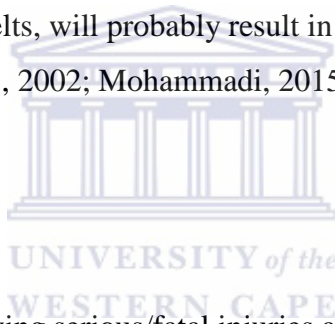 elts, will probably result in
, 2002; Mohammadi, 2015
UNIVERSITY of the
WESTERN CAPE
ing serious/fatal injuries